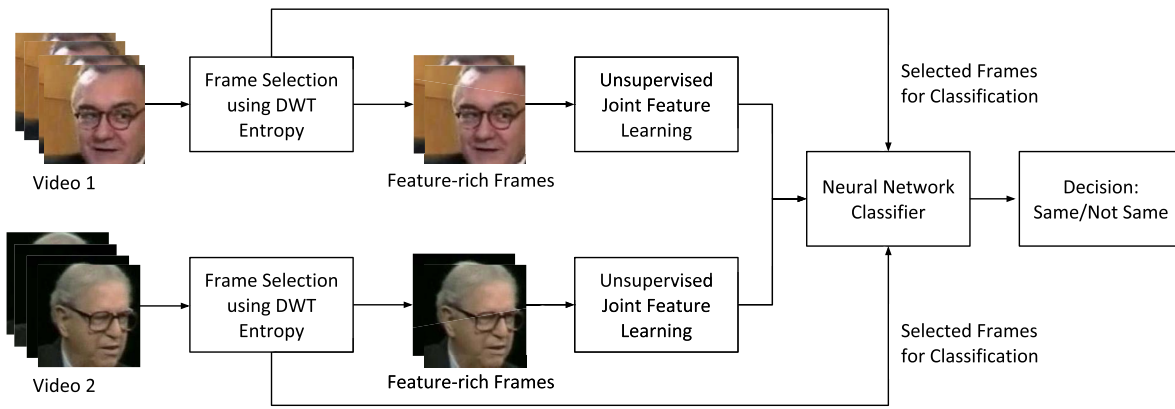 Frame Selection
using DWT
Entropy
Unsupervised
Joint Feature
Learning
Selected Frames
for Classification
Video 1
Feature-rich Frames
Neural Network
Classifier
Decision:
Same/Not Same
Frame Selection
using DWT
Entropy
Unsupervised
Joint Feature
Learning
Selected Frames
for Classification
Video 2
Feature-rich Frames